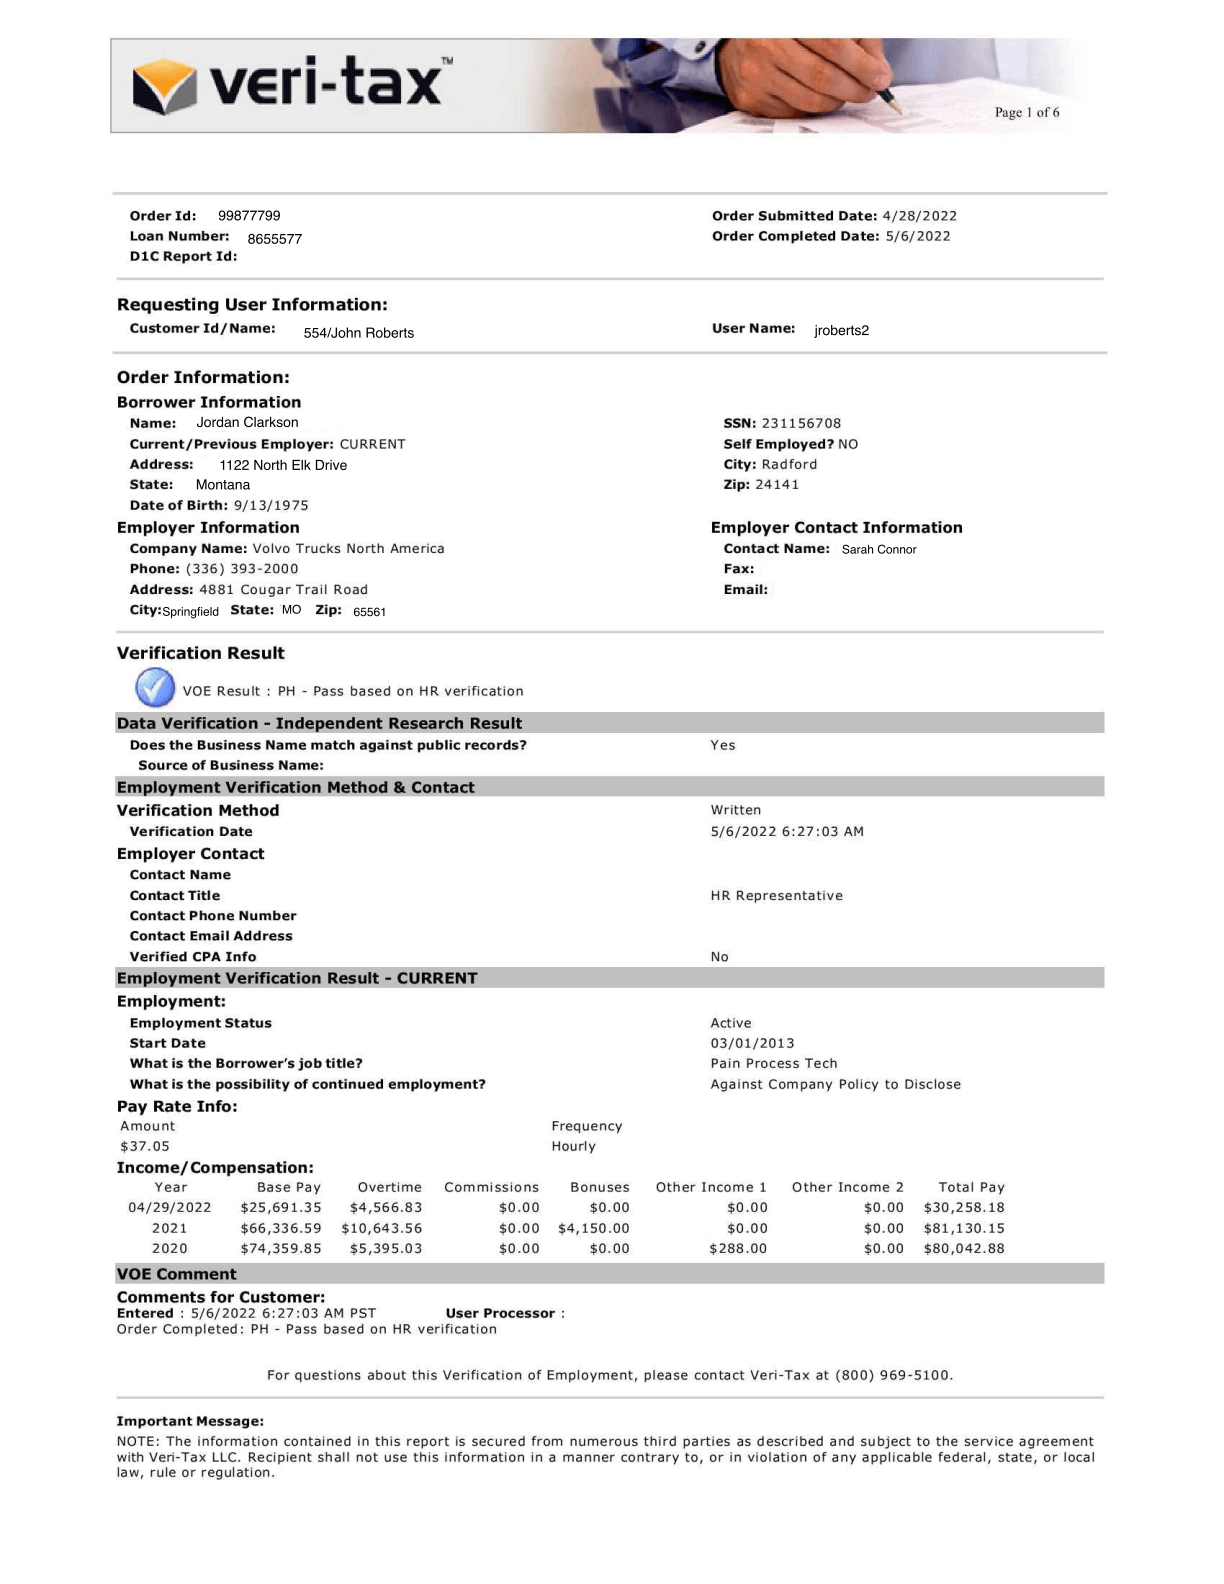 veri-tax™
Page 1 of 6
Order Id: 99877799 Order Submitted Date: 4/28/2022
Loan Number: 8655577 Order Completed Date: 5/6/2022
D1C Report Id:
Requesting User Information:
Customer Id/Name: 554/John Roberts User Name: jroberts2
Order Information:
Borrower Information
Name: Jordan Clarkson SSN: 231156708
Current/Previous Employer: CURRENT Self Employed? NO
Address: 1122 North Elk Drive City: Radford
State: Montana Zip: 24141
Date of Birth: 9/13/1975
Employer Information Employer Contact Information
Company Name: Volvo Trucks North America Contact Name: Sarah Connor
Phone: (336) 393-2000 Fax:
Address: 4881 Cougar Trail Road Email:
City:Springfield State: MO Zip: 65561
Verification Result
VOE Result : PH - Pass based on HR verification
Data Verification - Independent Research Result
Does the Business Name match against public records? Yes
Source of Business Name:
Employment Verification Method & Contact
Verification Method Written
Verification Date 5/6/2022 6:27:03 AM
Employer Contact
Contact Name
Contact Title HR Representative
Contact Phone Number
Contact Email Address
Verified CPA Info No
Employment Verification Result - CURRENT
Employment:
Employment Status Active
Start Date 03/01/2013
What is the Borrower's job title? Pain Process Tech
What is the possibility of continued employment? Against Company Policy to Disclose
Pay Rate Info:
Amount Frequency
$37.05 Hourly
Income/Compensation:
Year Base Pay Overtime Commissions Bonuses Other Income 1 Other Income 2 Total Pay
04/29/2022 $25,691.35 $4,566.83 $0.00 $0.00 $0.00 $0.00 $30,258.18
2021 $66,336.59 $10,643.56 $0.00 $4,150.00 $0.00 $0.00 $81,130.15
2020 $74,359.85 $5,395.03 $0.00 $0.00 $288.00 $0.00 $80,042.88
VOE Comment
Comments for Customer:
Entered : 5/6/2022 6:27:03 AM PST User Processor :
Order Completed: PH - Pass based on HR verification
For questions about this Verification of Employment, please contact Veri-Tax at (800) 969-5100.
Important Message:
NOTE: The information contained in this report is secured from numerous third parties as described and subject to the service agreement
with Veri-Tax LLC. Recipient shall not use this information in a manner contrary to, or in violation of any applicable federal, state, or local
law, rule or regulation.